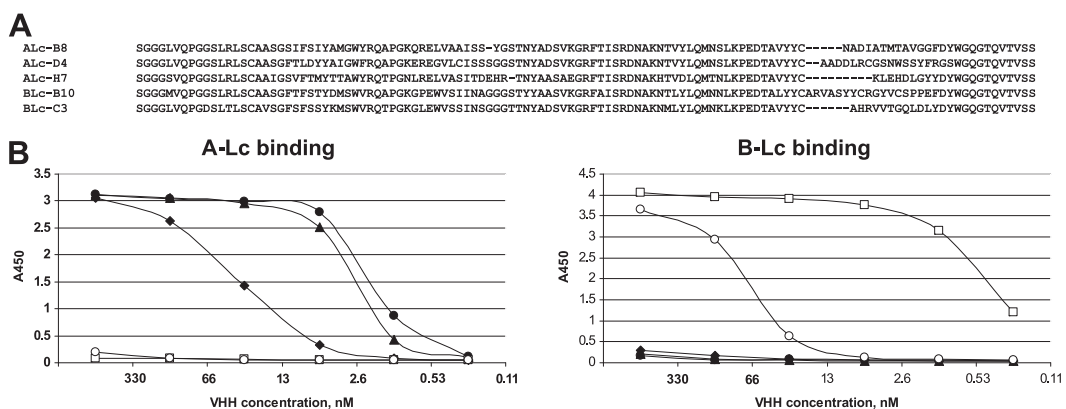 A
ALc-B8 SGGGLVQPGGSLRLSCAASGSIFSIYAMGWYRQAPGKQRELVAAISS-YGSTNYADSVKGRFTISRDNAKNTVYLQMNSLKPEDTAVYYC-----NADIATMTAVGGFDYWGQGTQVTVSS
ALc-D4 SGGGLVQPGGSLRLSCAASGFTLDYYAIGWFRQAPGKEREGVLCISSSGGSTNYADSVKGRFTISRDNAKNTVYLQMNSLKPEDTAVYYC--AADDLRCGSNWSSYFRGSWGQGTQVTVSS
ALc-H7 SGGGSVQPGGSLRLSCAAIGSVFTMYTTAWYRQTPGNLRELVASITDEHR-TNYAASAEGRFTISRDNAKHTVDLQMTNLKPEDTAVYYC---------KLEHDLGYYDYWGQGTQVTVSS
BLc-B10 SGGGMVQPGGSLRLSCAASGFTFSTYDMSWVRQAPGKGPEWVSIINAGGGSTYYAASVKGRFAISRDNAKNTLYLQMNNLKPEDTALYYCARVASYYCRGYVCSPPEFDYWGQGTQVTVSS
BLc-C3 SGGGLVQPGDSLTLSCAVSGFSFSSYKMSWVRQTPGKGLEWVSSINSGGGTTNYADSVKGRFTISRDNAKNMLYLQMNKLKPEDTAVYYC------AHRVVTGQLDLYDYWGQGTQVTVSS
B
A-Lc binding
B-Lc binding
3.5
3
2.5
2
1.5
1
0.5
0
A450
330 66 13 2.6 0.53 0.11
VHH concentration, nM
4.5
4
3.5
3
2.5
2
1.5
1
0.5
0
A450
330 66 13 2.6 0.53 0.11
VHH concentration, nM